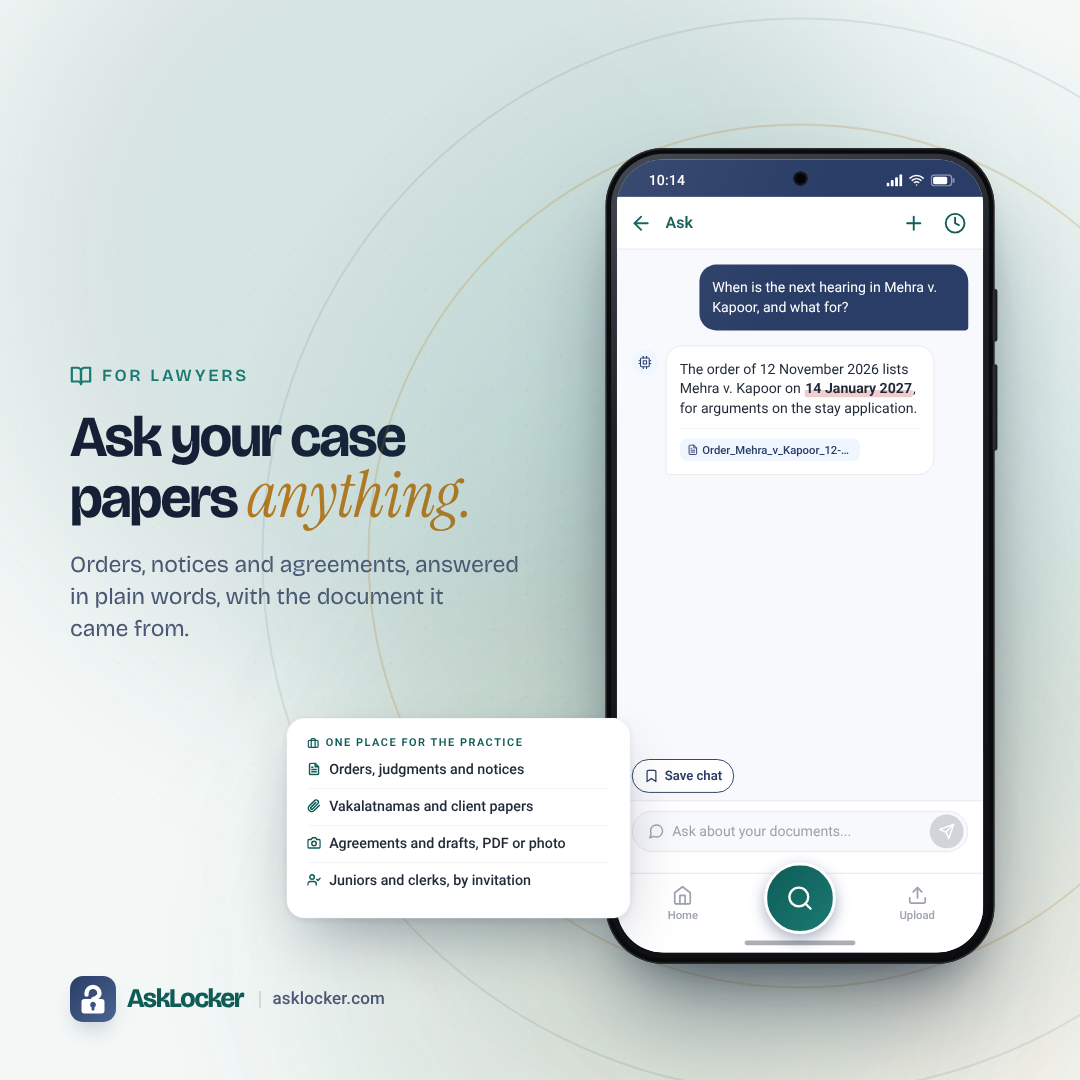 FOR LAWYERS
Ask your case
papers anything.
Orders, notices and agreements, answered
in plain words, with the document it
came from.
10:14
Ask
When is the next hearing in Mehra v.
Kapoor, and what for?
The order of 12 November 2026 lists
Mehra v. Kapoor on 14 January 2027,
for arguments on the stay application.
Order_Mehra_v_Kapoor_12-...
Save chat
Ask about your documents...
Home
Upload
ONE PLACE FOR THE PRACTICE
Orders, judgments and notices
Vakalatnamas and client papers
Agreements and drafts, PDF or photo
Juniors and clerks, by invitation
AskLocker | asklocker.com